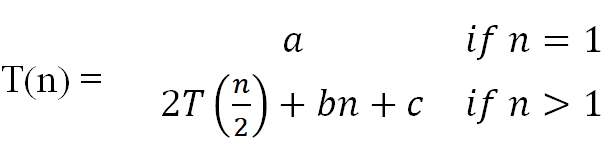 a if n = 1
T(n) =
2T(n/2) + bn + c if n > 1